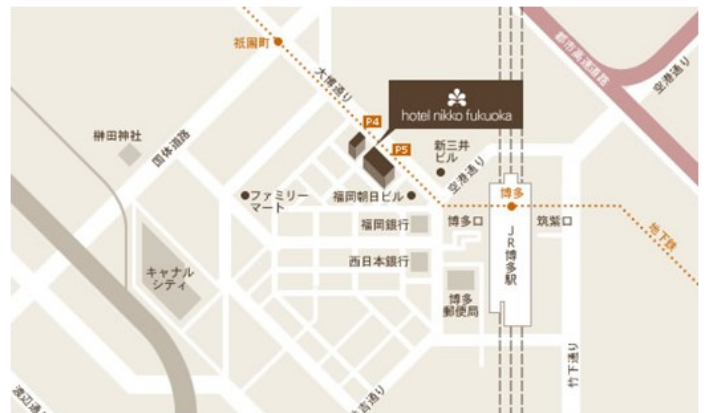 祇園町
大博通り
都市高速道路
空港通り
hotel nikko fukuoka
P4
P5
櫛田神社
国体道路
新三井
ビル
空港通り
ファミリー
マート
福岡朝日ビル
博多
福岡銀行
博多口
筑紫口
地下鉄
JR博多駅
西日本銀行
キャナル
シティ
博多
郵便局
竹下通り
渡辺通り
住吉通り